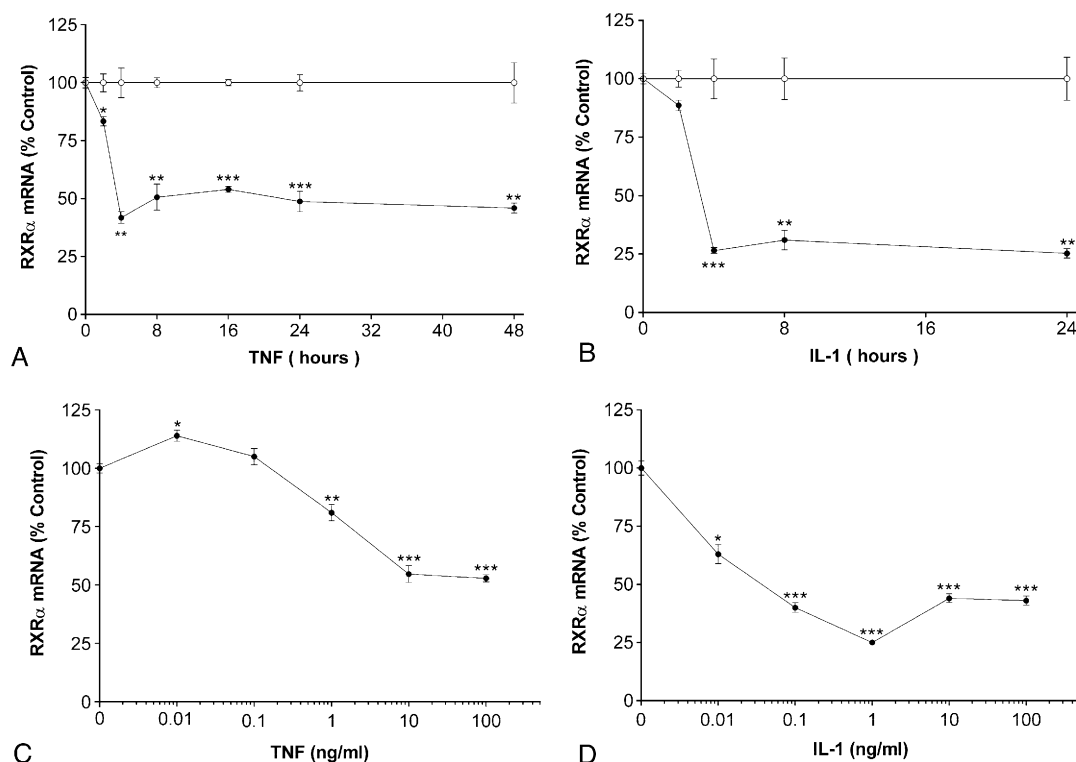 125
100
75
50
25
0
RXRα mRNA (% Control)
*
**
**
***
***
**
0 8 16 24 32 40 48
TNF ( hours )
A
125
100
75
50
25
0
RXRα mRNA (% Control)
***
**
**
0 8 16 24
IL-1 ( hours )
B
125
100
75
50
25
0
RXRα mRNA (% Control)
*
**
***
***
0 0.01 0.1 1 10 100
TNF (ng/ml)
C
125
100
75
50
25
0
RXRα mRNA (% Control)
*
***
***
***
***
0 0.01 0.1 1 10 100
IL-1 (ng/ml)
D